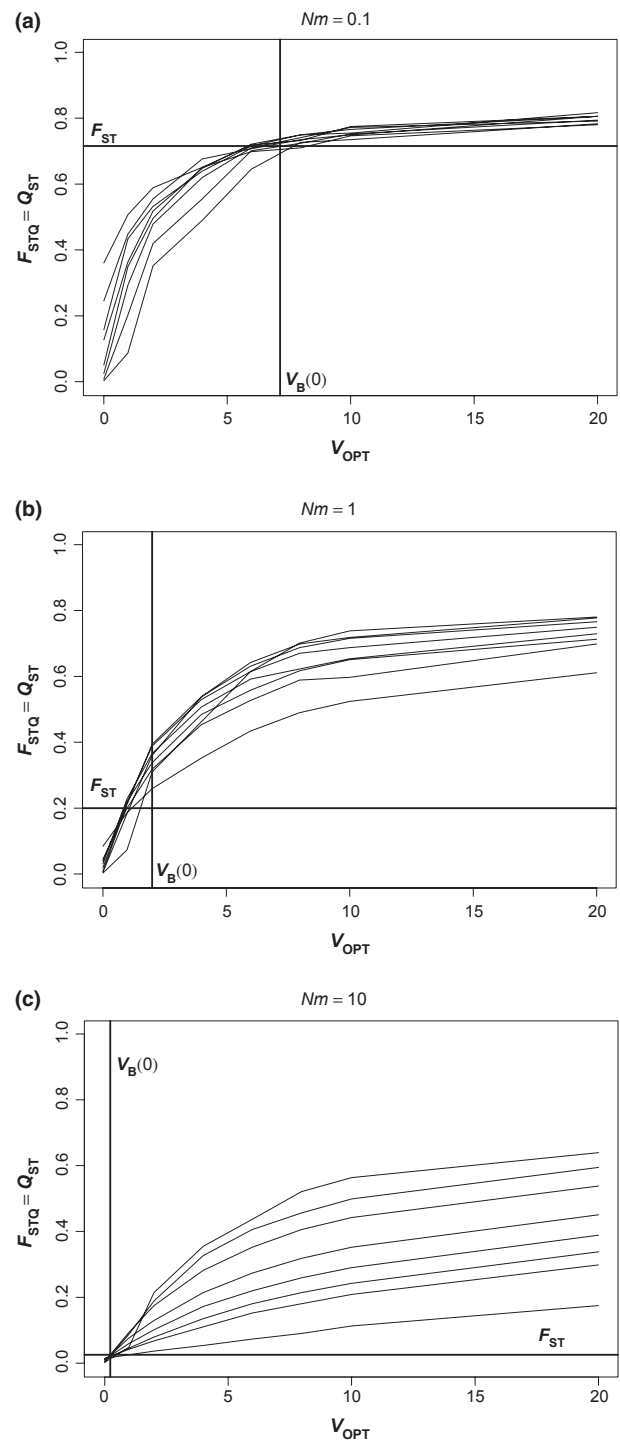 (a)
Nm = 0.1
1.0
0.8
0.6
0.4
0.2
0.0
F_STQ = Q_ST
F_ST
V_B(0)
0 5 10 15 20
V_OPT
(b)
Nm = 1
1.0
0.8
0.6
0.4
0.2
0.0
F_STQ = Q_ST
F_ST
V_B(0)
0 5 10 15 20
V_OPT
(c)
Nm = 10
1.0
0.8
0.6
0.4
0.2
0.0
F_STQ = Q_ST
V_B(0)
F_ST
0 5 10 15 20
V_OPT